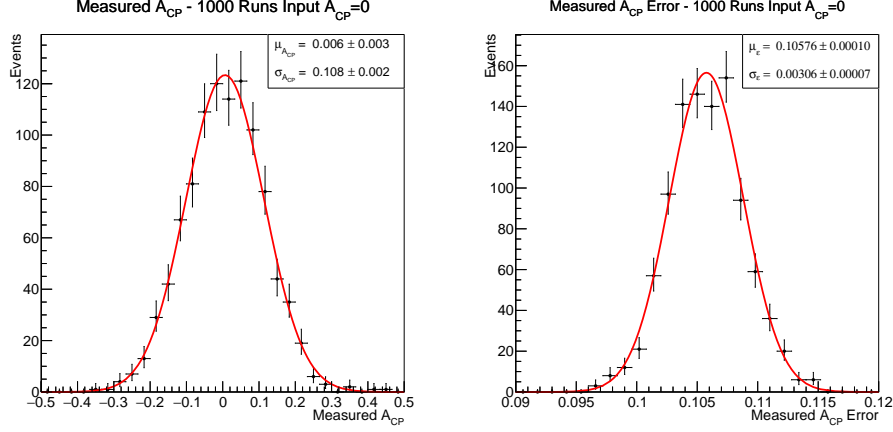 Measured A_CP - 1000 Runs Input A_CP=0
Events
μ_A_CP = 0.006 ± 0.003
σ_A_CP = 0.108 ± 0.002
120
100
80
60
40
20
0
−0.5 −0.4 −0.3 −0.2 −0.1 0 0.1 0.2 0.3 0.4 0.5
Measured A_CP
Measured A_CP Error - 1000 Runs Input A_CP=0
Events
μ_ε = 0.10576 ± 0.00010
σ_ε = 0.00306 ± 0.00007
160
140
120
100
80
60
40
20
0
0.09 0.095 0.1 0.105 0.11 0.115 0.12
Measured A_CP Error